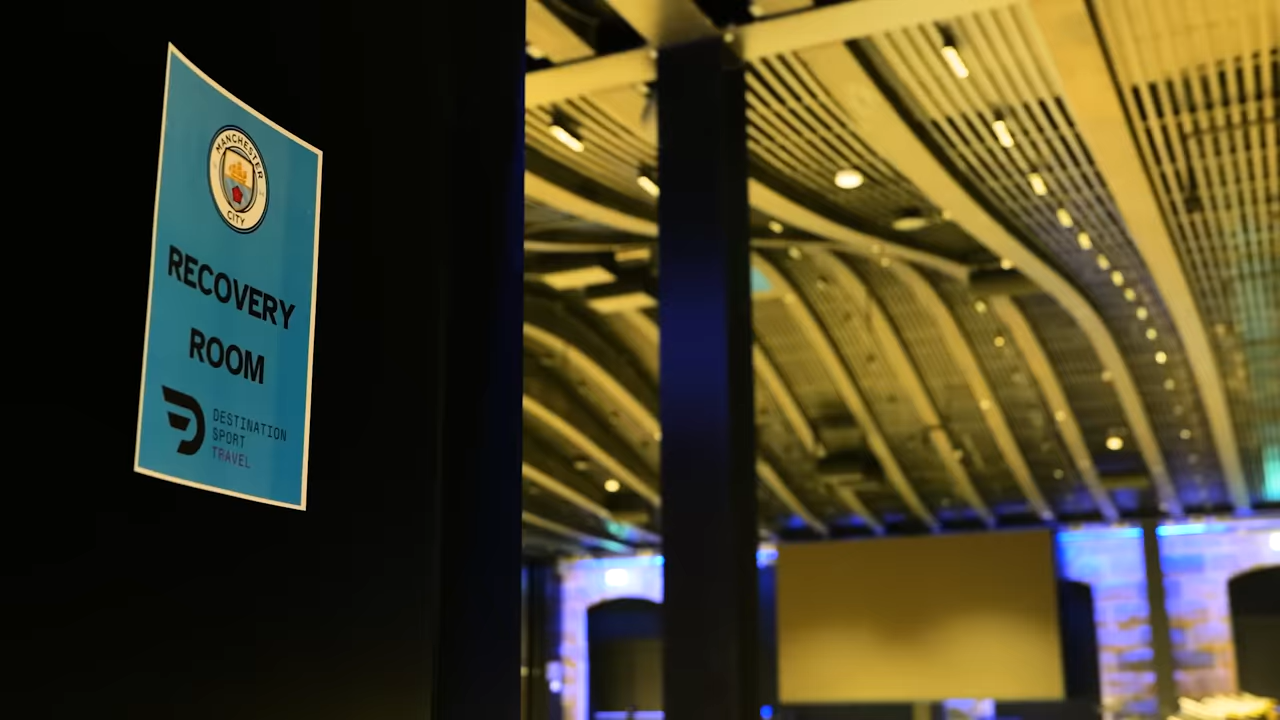 MANCHESTER
CITY
RECOVERY
ROOM
DESTINATION
SPORT
TRAVEL